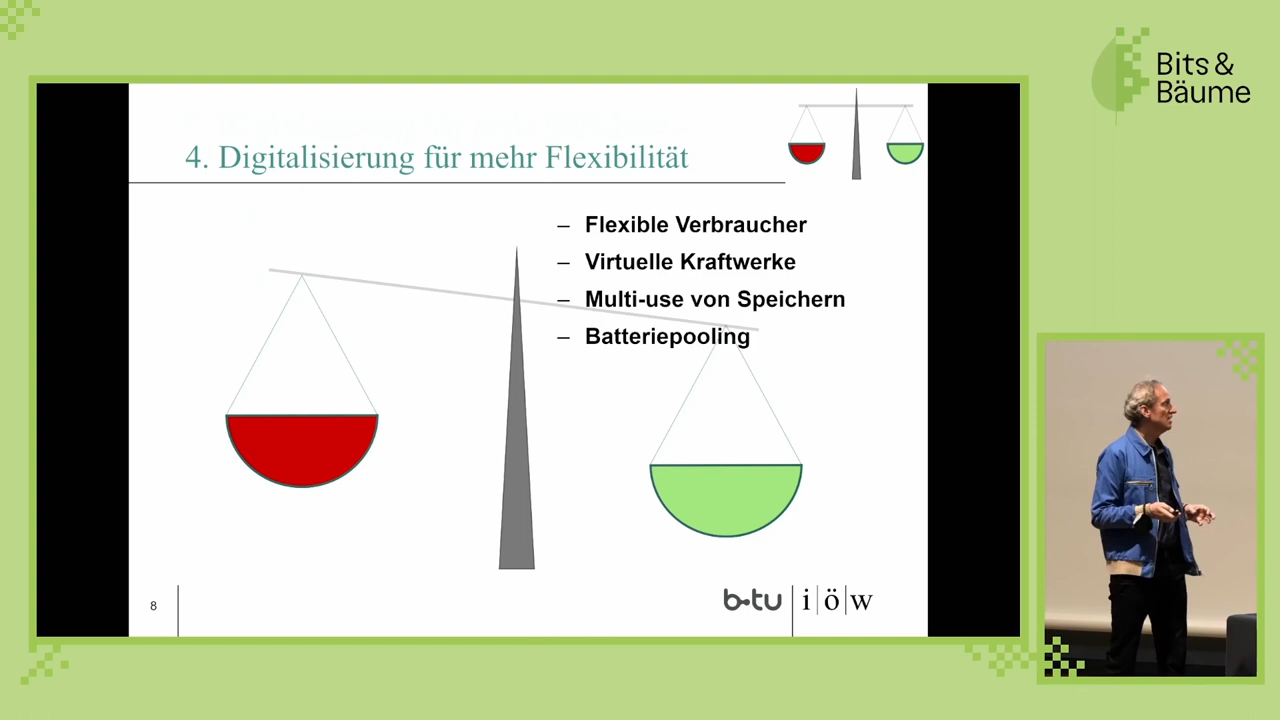 Bits &
Bäume
4. Digitalisierung für mehr Flexibilität
– Flexible Verbraucher
– Virtuelle Kraftwerke
– Multi-use von Speichern
– Batteriepooling
8
b-tu
i|ö|w